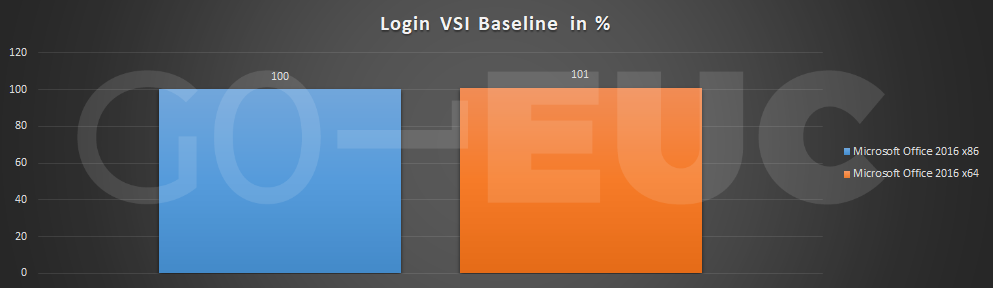 Login VSI Baseline in %
120
100
80
60
40
20
0
100
101
GO-EUC
Microsoft Office 2016 x86
Microsoft Office 2016 x64